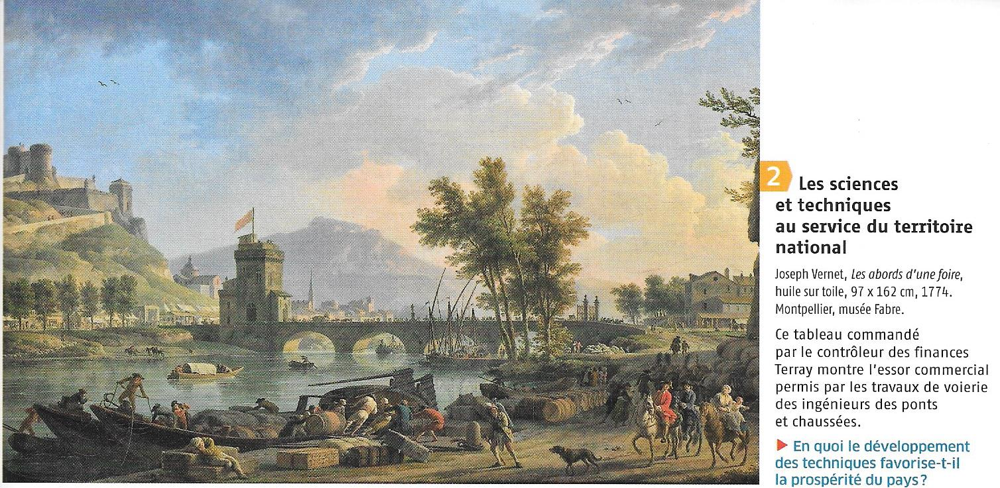 2 Les sciences
et techniques
au service du territoire
national
Joseph Vernet, Les abords d'une foire,
huile sur toile, 97 x 162 cm, 1774.
Montpellier, musée Fabre.
Ce tableau commandé
par le contrôleur des finances
Terray montre l'essor commercial
permis par les travaux de voierie
des ingénieurs des ponts
et chaussées.
► En quoi le développement
des techniques favorise-t-il
la prospérité du pays?